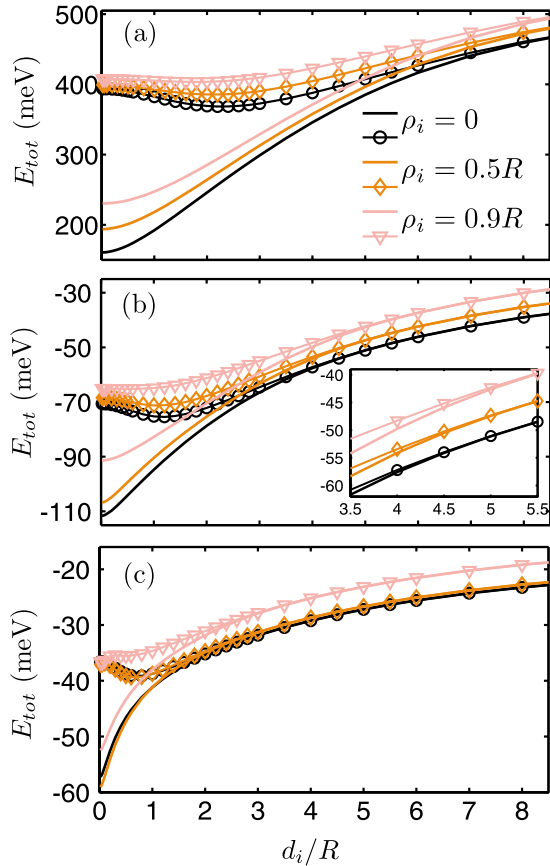 500
(a)
400
300
200
E_tot (meV)
ρ_i = 0
ρ_i = 0.5R
ρ_i = 0.9R
-30
(b)
-50
-70
-90
-110
E_tot (meV)
-40
-45
-50
-55
-60
3.5 4 4.5 5 5.5
(c)
-20
-30
-40
-50
-60
E_tot (meV)
0 1 2 3 4 5 6 7 8
d_i/R